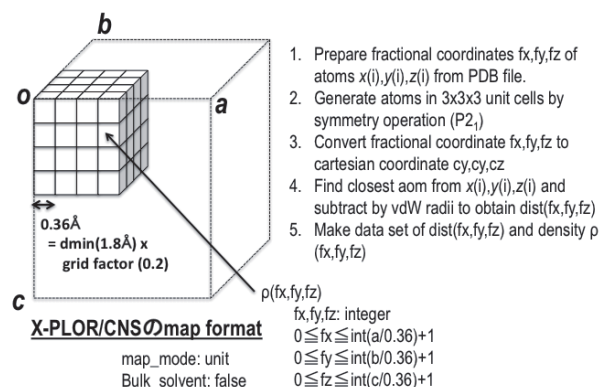 b
o
a
0.36Å
= dmin(1.8Å) x
grid factor (0.2)
c
ρ(fx,fy,fz)
1. Prepare fractional coordinates fx,fy,fz of
atoms x(i),y(i),z(i) from PDB file.
2. Generate atoms in 3x3x3 unit cells by
symmetry operation (P2₁)
3. Convert fractional coordinate fx,fy,fz to
cartesian coordinate cy,cy,cz
4. Find closest aom from x(i),y(i),z(i) and
subtract by vdW radii to obtain dist(fx,fy,fz)
5. Make data set of dist(fx,fy,fz) and density ρ
(fx,fy,fz)
X-PLOR/CNSのmap format
map_mode: unit
Bulk_solvent: false
fx,fy,fz: integer
0≦fx≦int(a/0.36)+1
0≦fy≦int(b/0.36)+1
0≦fz≦int(c/0.36)+1